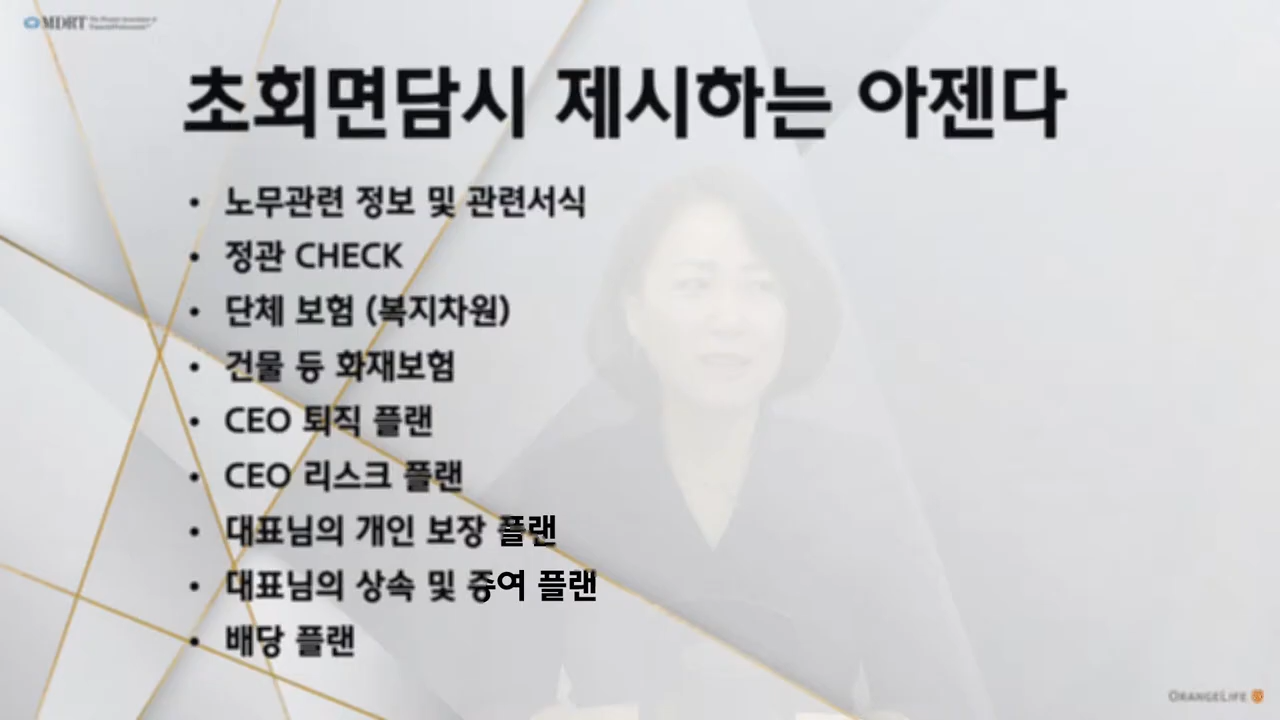 MDRT
초회면담시 제시하는 아젠다
• 노무관련 정보 및 관련서식
• 정관 CHECK
• 단체 보험 (복지차원)
• 건물 등 화재보험
• CEO 퇴직 플랜
• CEO 리스크 플랜
• 대표님의 개인 보장 플랜
• 대표님의 상속 및 증여 플랜
• 배당 플랜
ORANGELIFE